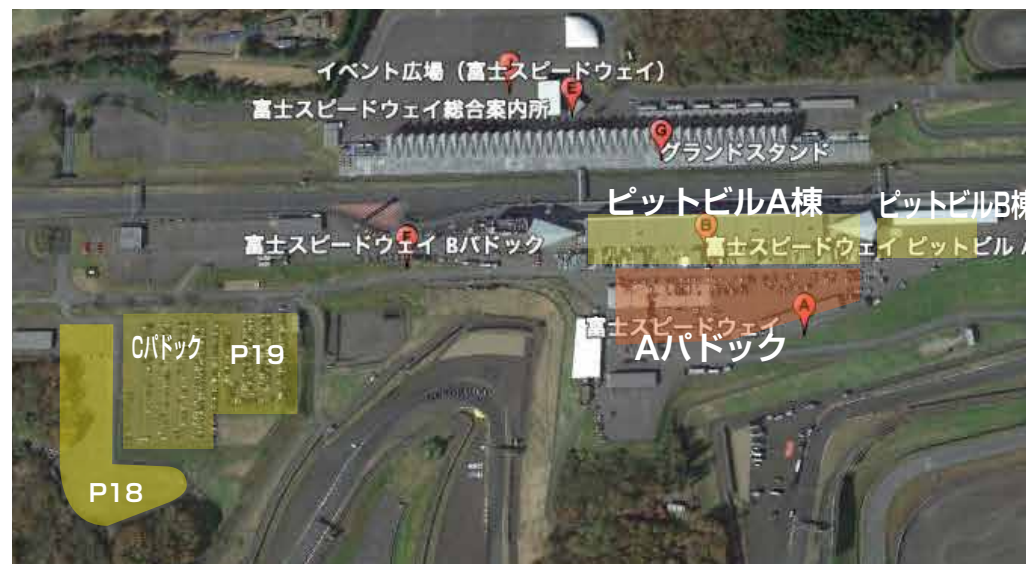 イベント広場（富士スピードウェイ）
E
富士スピードウェイ総合案内所
G
グランドスタンド
ピットビルA棟
ピットビルB棟
B
F
富士スピードウェイ Bパドック
富士スピードウェイ ピットビル
A
富士スピードウェイ
Aパドック
Cパドック
P19
P18